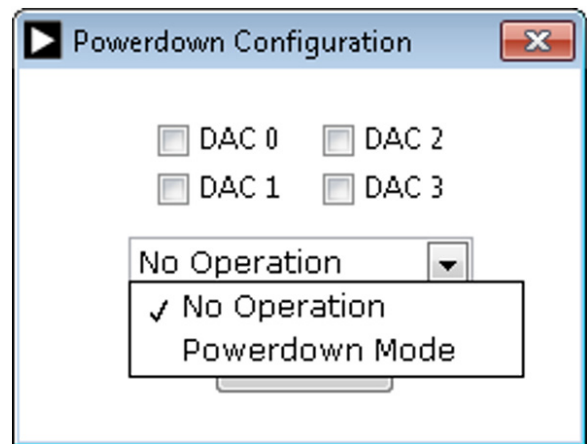 Powerdown Configuration
DAC 0 DAC 2
DAC 1 DAC 3
No Operation
✓ No Operation
Powerdown Mode